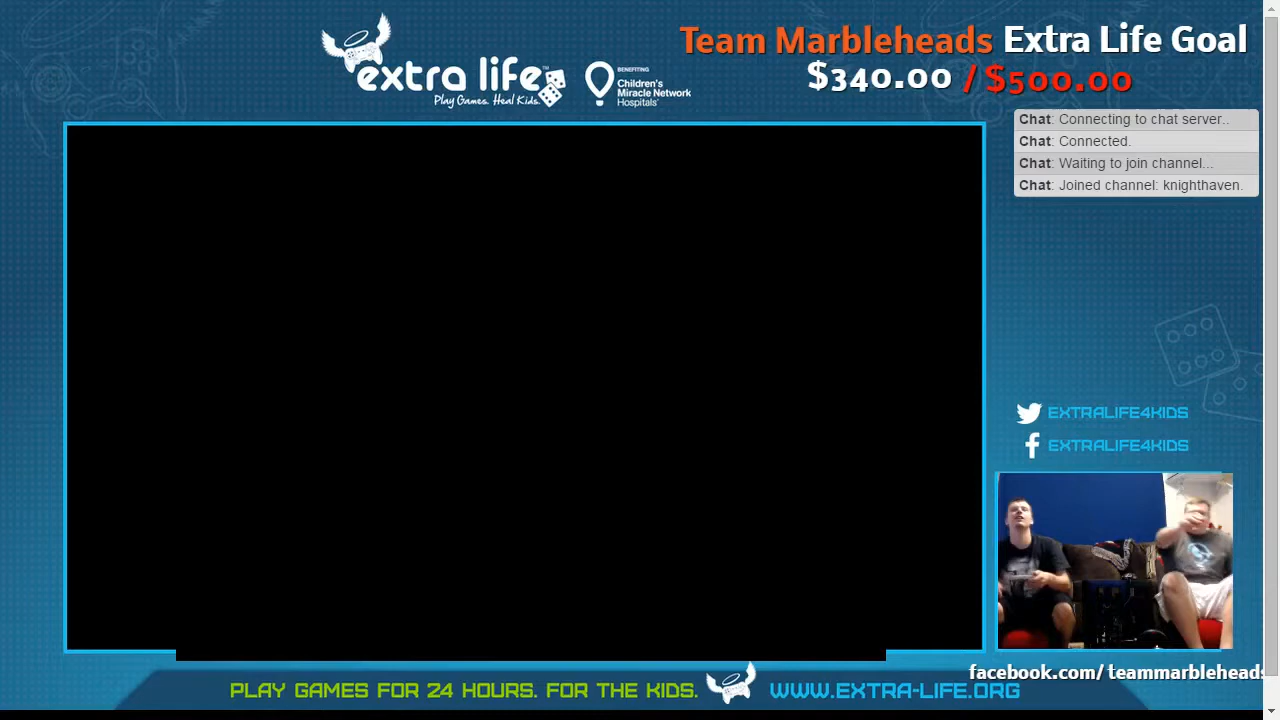 Team Marbleheads Extra Life Goal
$340.00 / $500.00
extra life™
Play Games. Heal Kids.
BENEFITING
Children's
Miracle Network
Hospitals
Chat: Connecting to chat server..
Chat: Connected.
Chat: Waiting to join channel...
Chat: Joined channel: knighthaven.
EXTRALIFE4KIDS
EXTRALIFE4KIDS
facebook.com/ teammarbleheads
PLAY GAMES FOR 24 HOURS. FOR THE KIDS.
WWW.EXTRA-LIFE.ORG